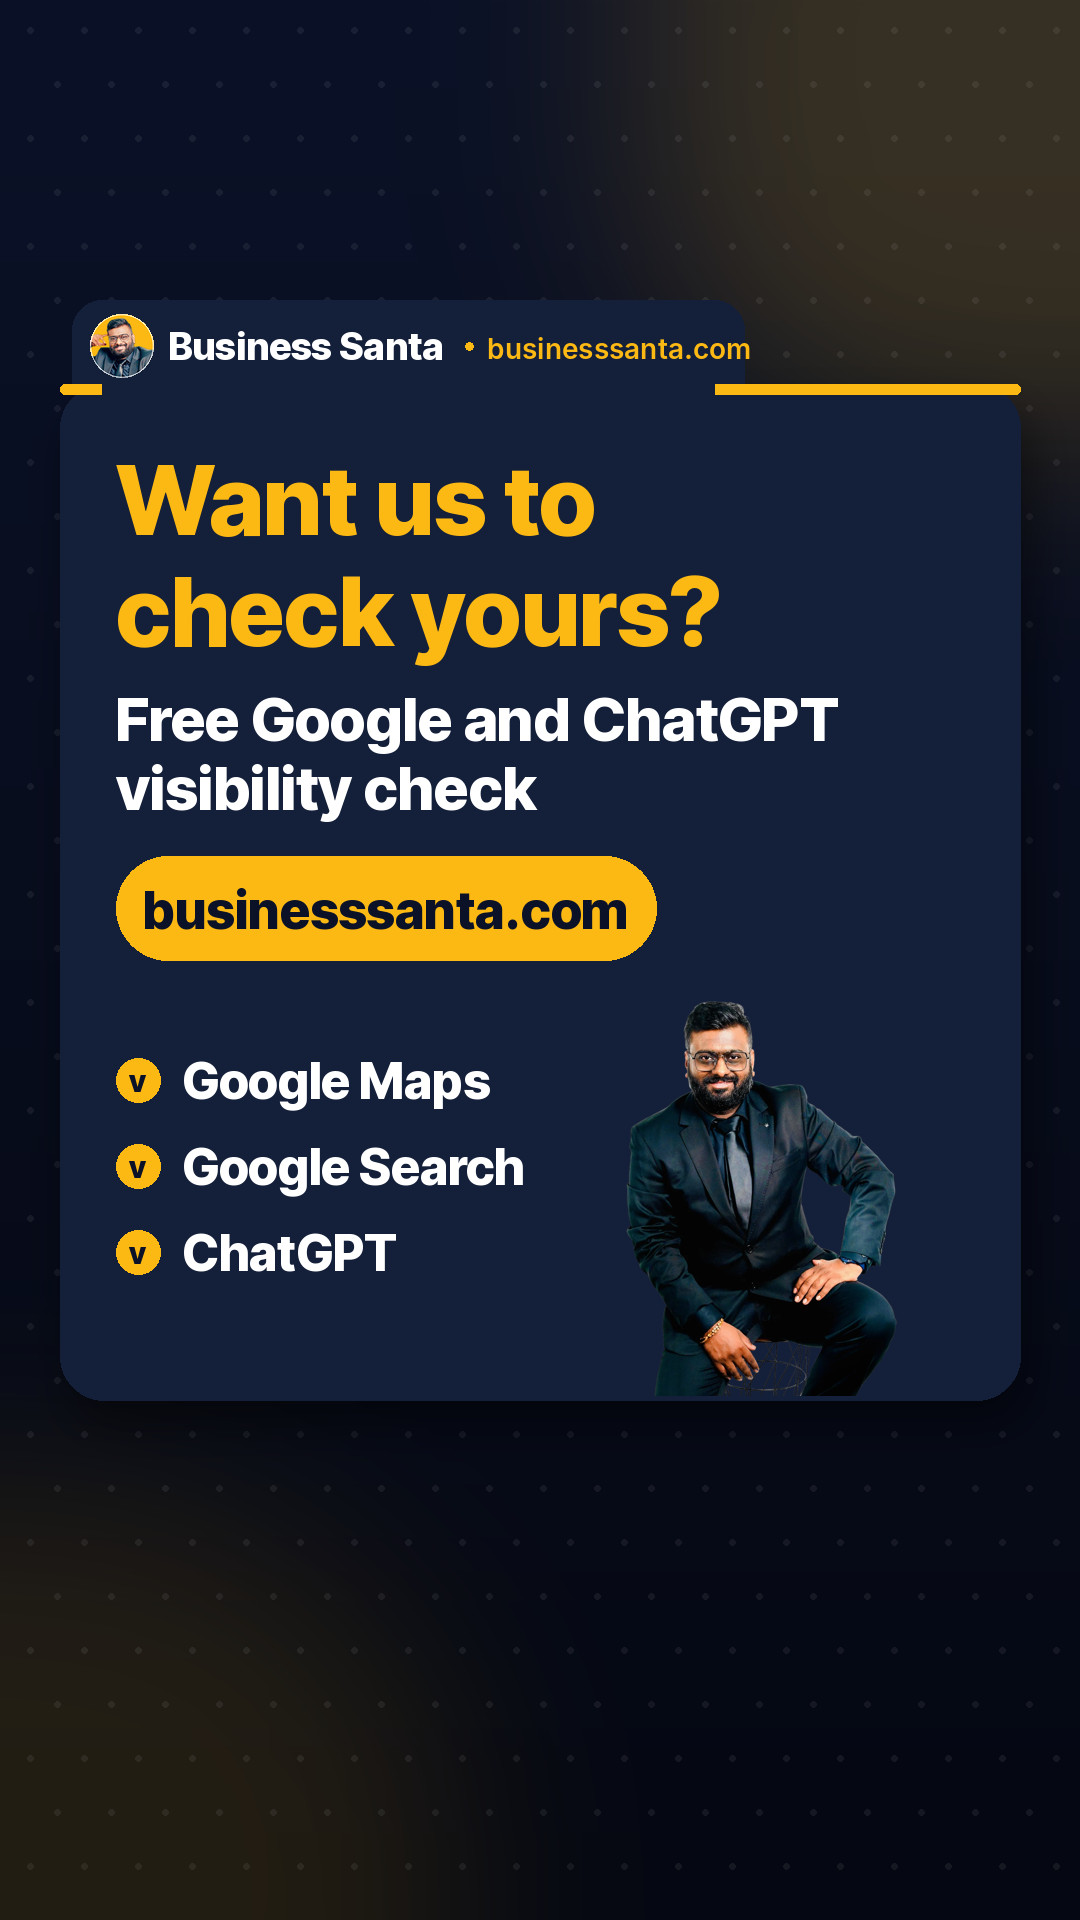 Business Santa • businesssanta.com
Want us to
check yours?
Free Google and ChatGPT
visibility check
businesssanta.com
v Google Maps
v Google Search
v ChatGPT